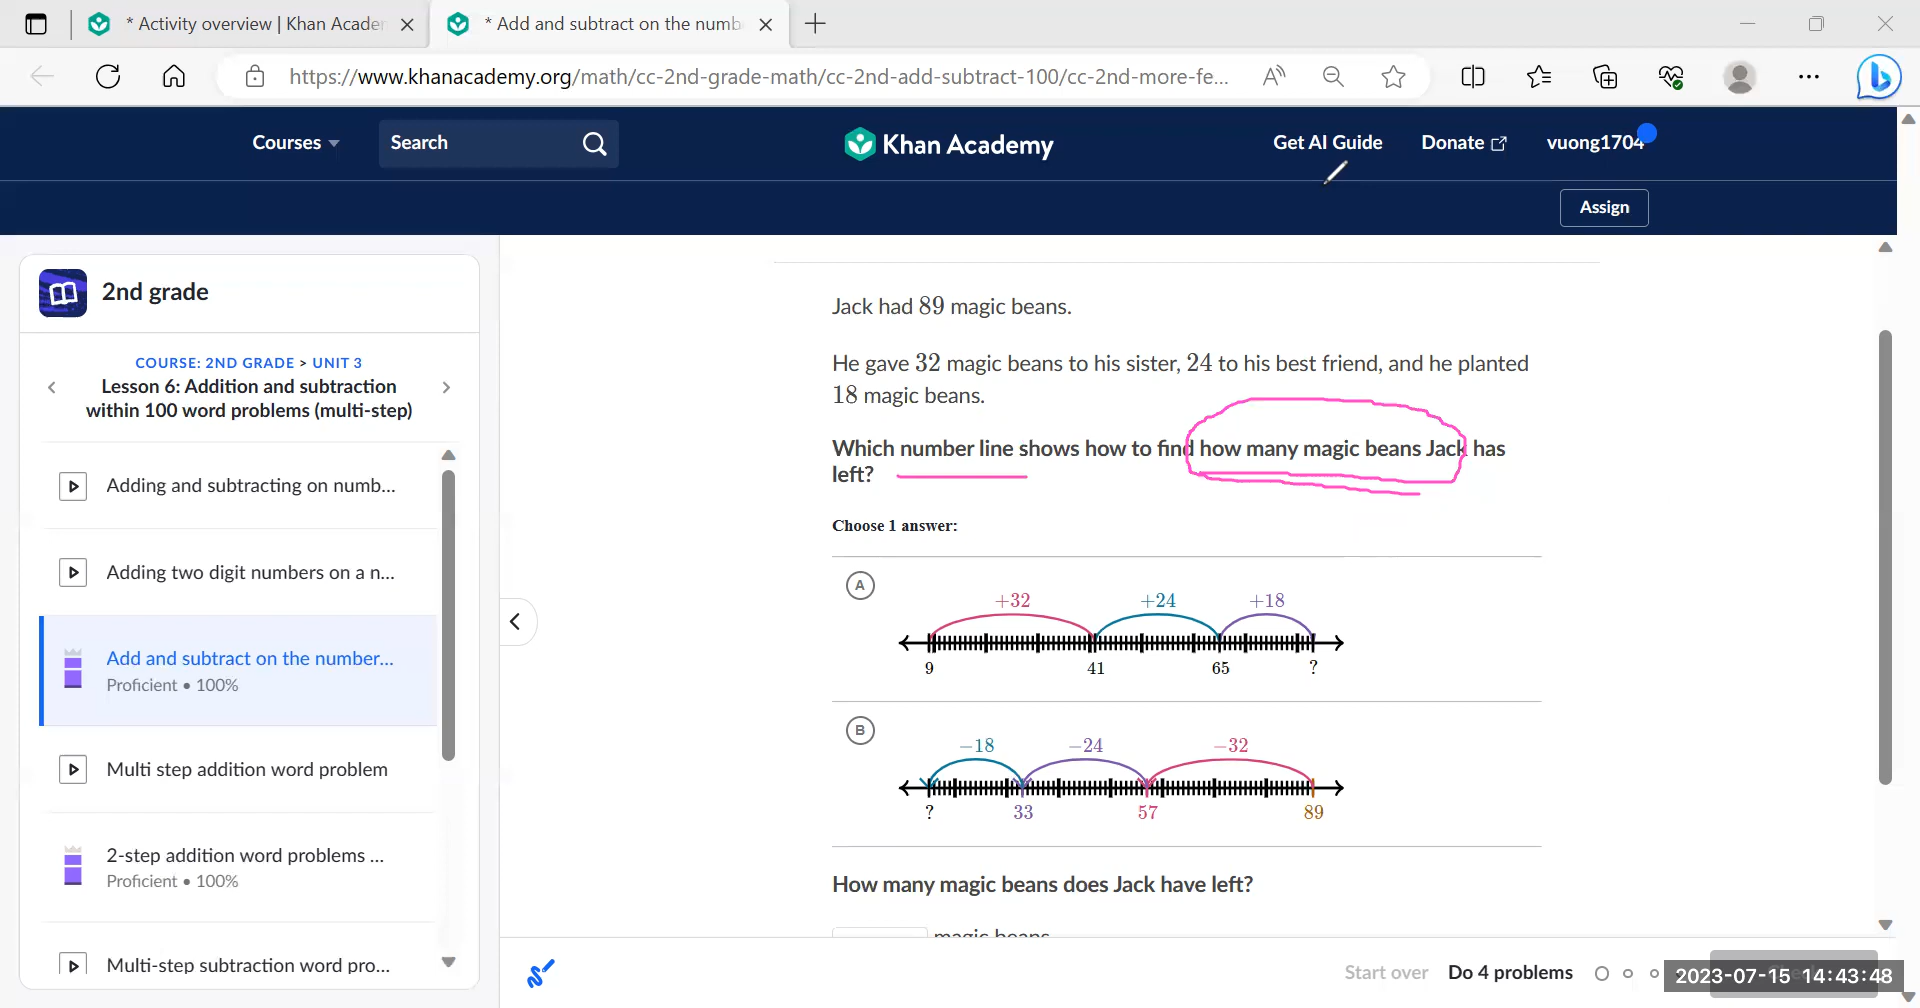 * Activity overview | Khan Acade
* Add and subtract on the numb
https://www.khanacademy.org/math/cc-2nd-grade-math/cc-2nd-add-subtract-100/cc-2nd-more-fe...
Courses
Search
Khan Academy
Get AI Guide
Donate
vuong1704
Assign
2nd grade
COURSE: 2ND GRADE > UNIT 3
Lesson 6: Addition and subtraction
within 100 word problems (multi-step)
Adding and subtracting on numb...
Adding two digit numbers on a n...
Add and subtract on the number...
Proficient • 100%
Multi step addition word problem
2-step addition word problems ...
Proficient • 100%
Multi-step subtraction word pro...
Jack had 89 magic beans.
He gave 32 magic beans to his sister, 24 to his best friend, and he planted
18 magic beans.
Which number line shows how to find how many magic beans Jack has
left?
Choose 1 answer:
A
+32 +24 +18
9 41 65 ?
B
−18 −24 −32
? 33 57 89
How many magic beans does Jack have left?
magic beans
Start over
Do 4 problems
2023-07-15 14:43:48